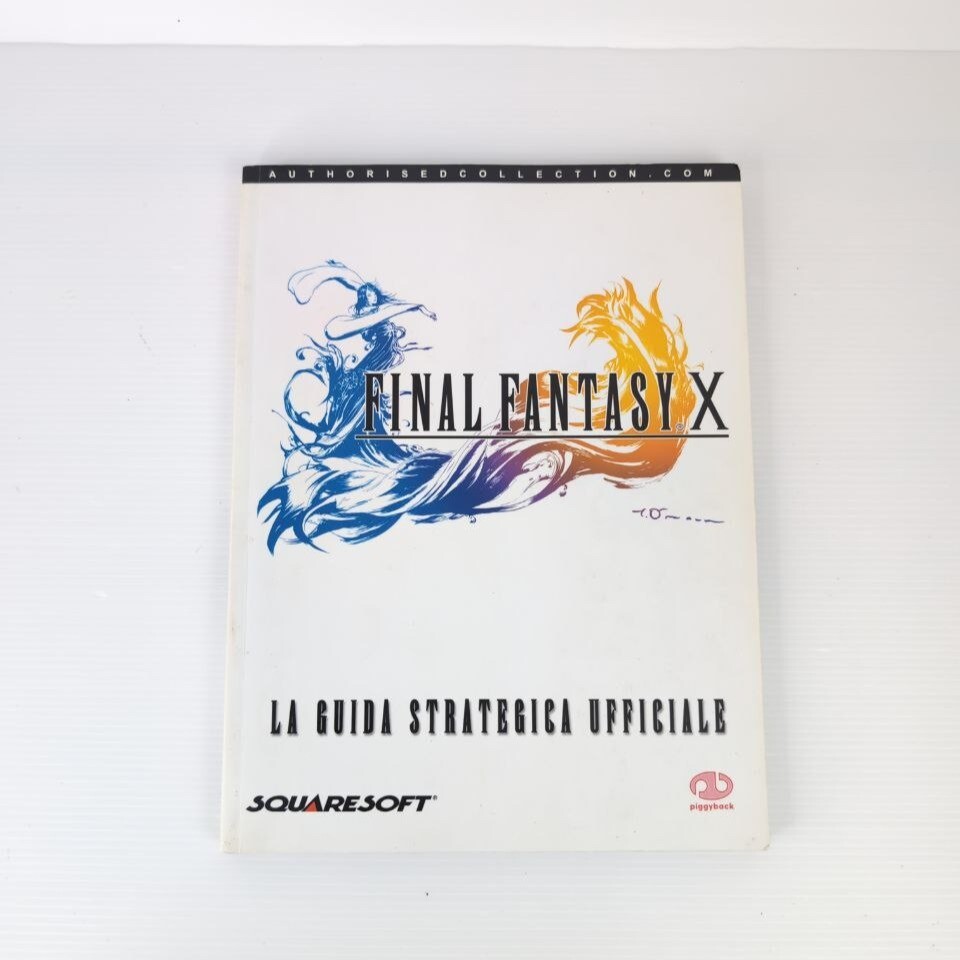 AUTHORISEDCOLLECTION.COM
FINAL FANTASY® X
LA GUIDA STRATEGICA UFFICIALE
SQUARESOFT®
piggyback